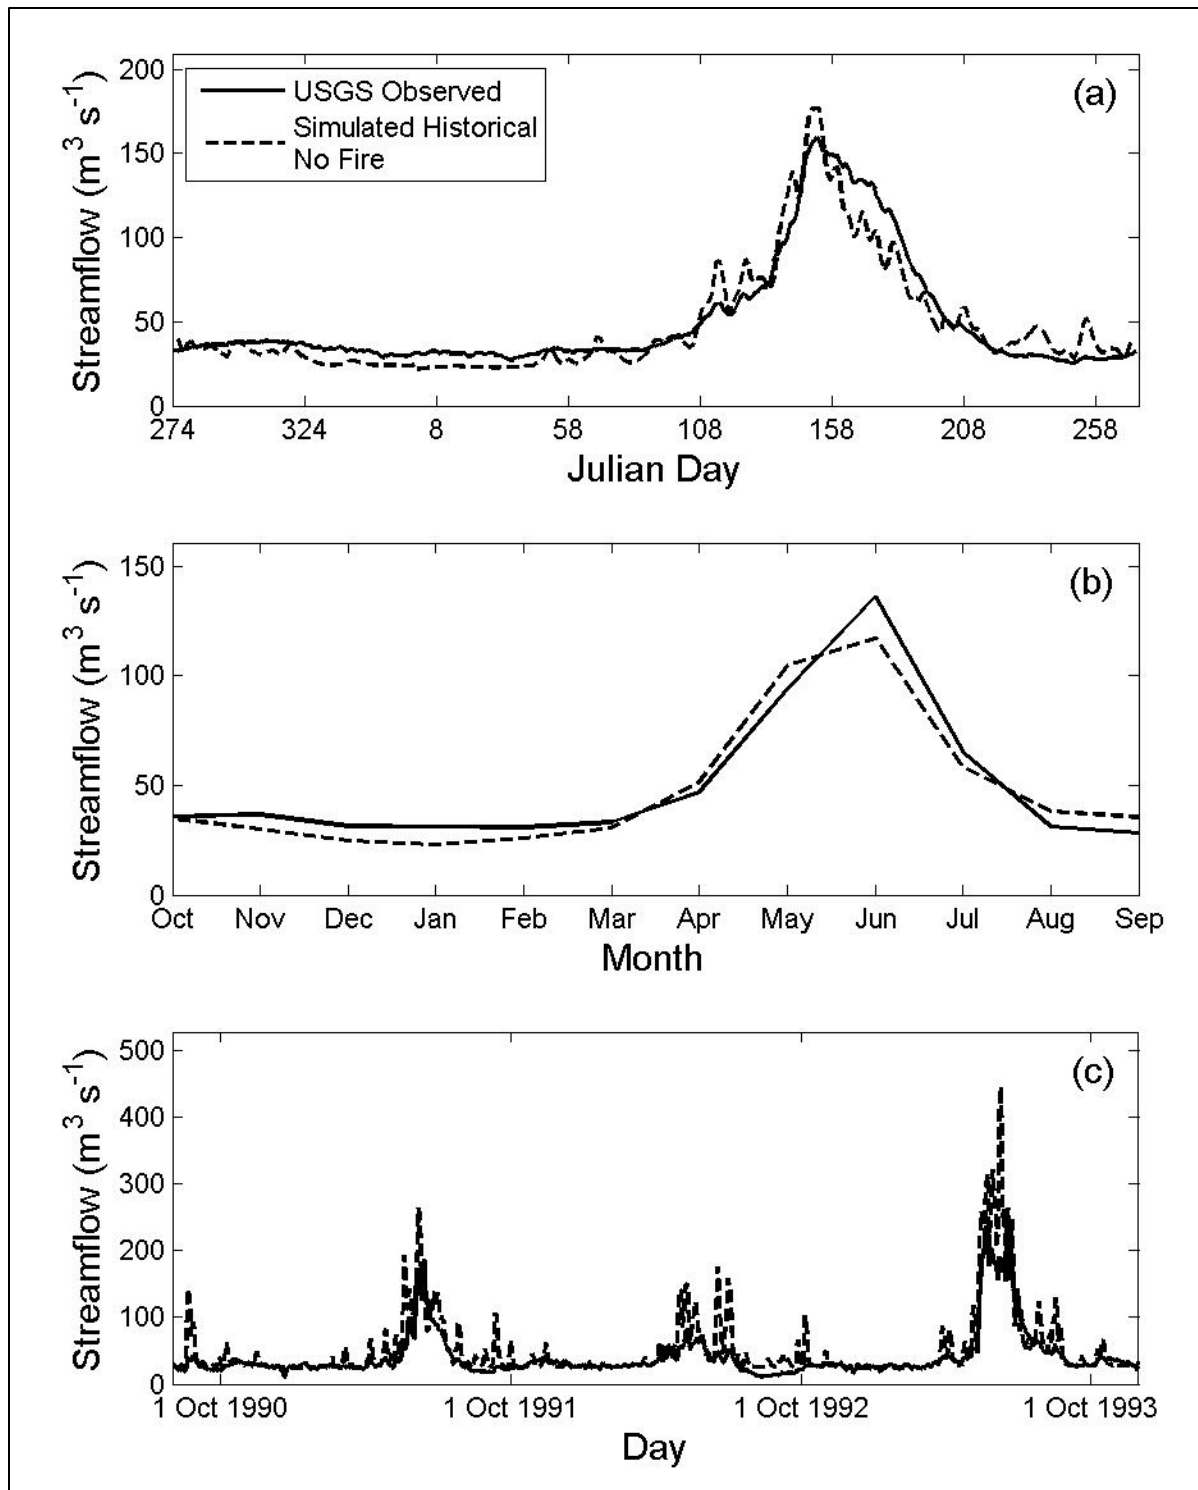 (a)
USGS Observed
Simulated Historical
No Fire
Streamflow (m³ s⁻¹)
200
150
100
50
0
274 324 8 58 108 158 208 258
Julian Day
(b)
Streamflow (m³ s⁻¹)
150
100
50
0
Oct Nov Dec Jan Feb Mar Apr May Jun Jul Aug Sep
Month
(c)
Streamflow (m³ s⁻¹)
500
400
300
200
100
0
1 Oct 1990 1 Oct 1991 1 Oct 1992 1 Oct 1993
Day